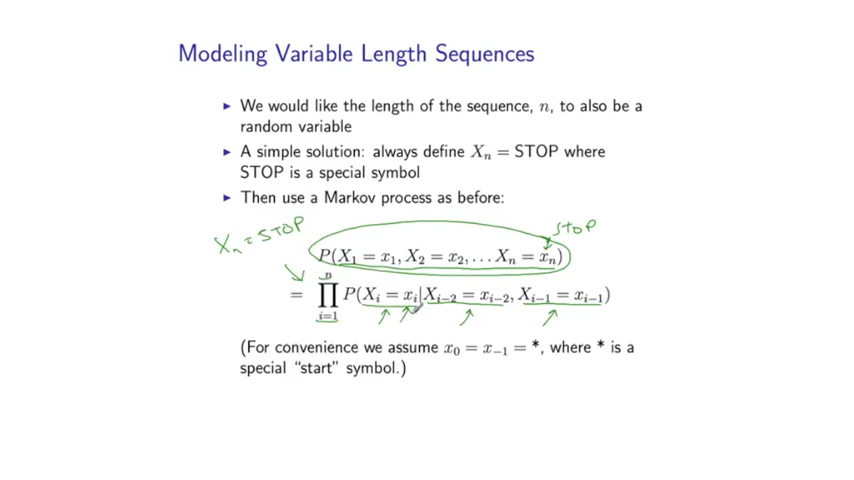 Modeling Variable Length Sequences
▶ We would like the length of the sequence, n, to also be a
random variable
▶ A simple solution: always define Xₙ = STOP where
STOP is a special symbol
▶ Then use a Markov process as before:
Xₙ = STOP
STOP
P(X₁ = x₁, X₂ = x₂, . . . Xₙ = xₙ)
= ∏ⁿᵢ₌₁ P(Xᵢ = xᵢ|Xᵢ₋₂ = xᵢ₋₂, Xᵢ₋₁ = xᵢ₋₁)
(For convenience we assume x₀ = x₋₁ = *, where * is a
special “start” symbol.)